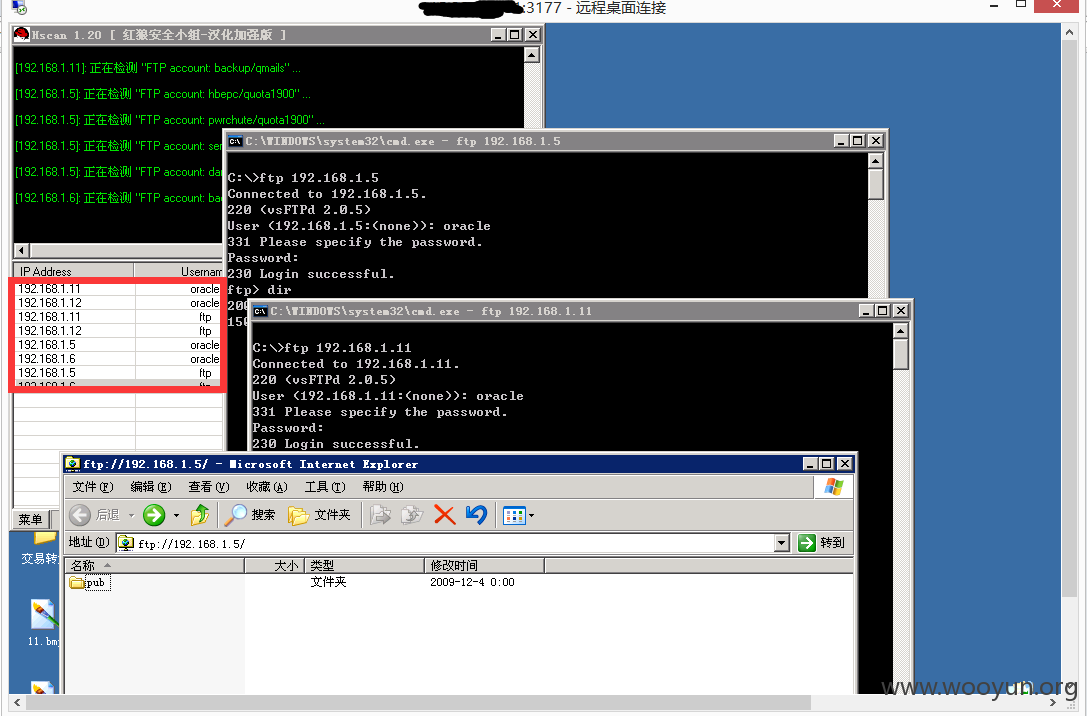 :3177 - 远程桌面连接
Hscan 1.20 [ 红狼安全小组-汉化加强版 ]
[192.168.1.11]: 正在检测 "FTP account: backup/qmails" ...
[192.168.1.5]: 正在检测 "FTP account: hbepc/quota1900" ...
[192.168.1.5]: 正在检测 "FTP account: pwrchute/quota1900" ...
[192.168.1.5]: 正在检测 "FTP account: ser
[192.168.1.5]: 正在检测 "FTP account: da
[192.168.1.6]: 正在检测 "FTP account: ba
IP Address Usernam
192.168.1.11 oracle
192.168.1.12 oracle
192.168.1.11 ftp
192.168.1.12 ftp
192.168.1.5 oracle
192.168.1.6 oracle
192.168.1.5 ftp
192.168.1.6 ftp
菜单
交易转
11.bm
C:\WINDOWS\system32\cmd.exe - ftp 192.168.1.5
C:\>ftp 192.168.1.5
Connected to 192.168.1.5.
220 (vsFTPd 2.0.5)
User (192.168.1.5:(none)): oracle
331 Please specify the password.
Password:
230 Login successful.
ftp> dir
200
150
C:\WINDOWS\system32\cmd.exe - ftp 192.168.1.11
C:\>ftp 192.168.1.11
Connected to 192.168.1.11.
220 (vsFTPd 2.0.5)
User (192.168.1.11:(none)): oracle
331 Please specify the password.
Password:
230 Login successful.
ftp://192.168.1.5/ - Microsoft Internet Explorer
文件(F) 编辑(E) 查看(V) 收藏(A) 工具(T) 帮助(H)
后退 搜索 文件夹
地址(D) ftp://192.168.1.5/ 转到
名称 大小 类型 修改时间
pub 文件夹 2009-12-4 0:00
www.wooyun.org